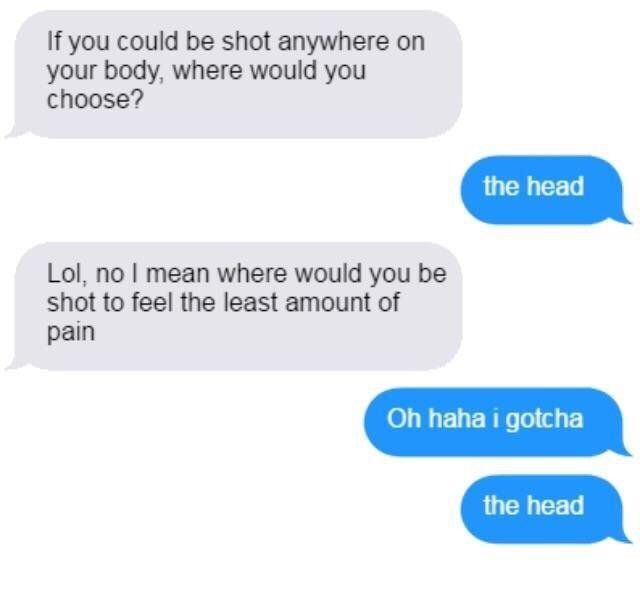 If you could be shot anywhere on
your body, where would you
choose?
the head
Lol, no I mean where would you be
shot to feel the least amount of
pain
Oh haha i gotcha
the head